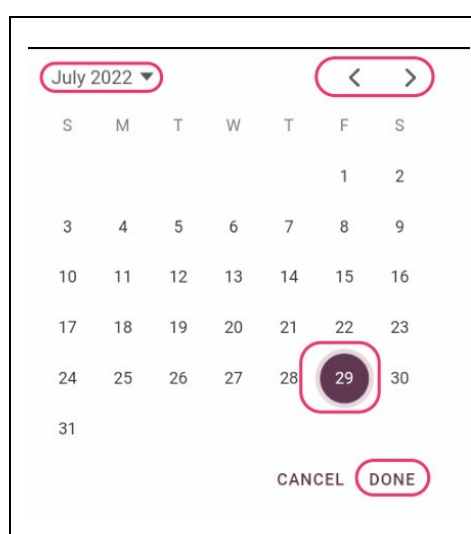 July 2022 < >
S M T W T F S
1 2
3 4 5 6 7 8 9
10 11 12 13 14 15 16
17 18 19 20 21 22 23
24 25 26 27 28 29 30
31
CANCEL DONE